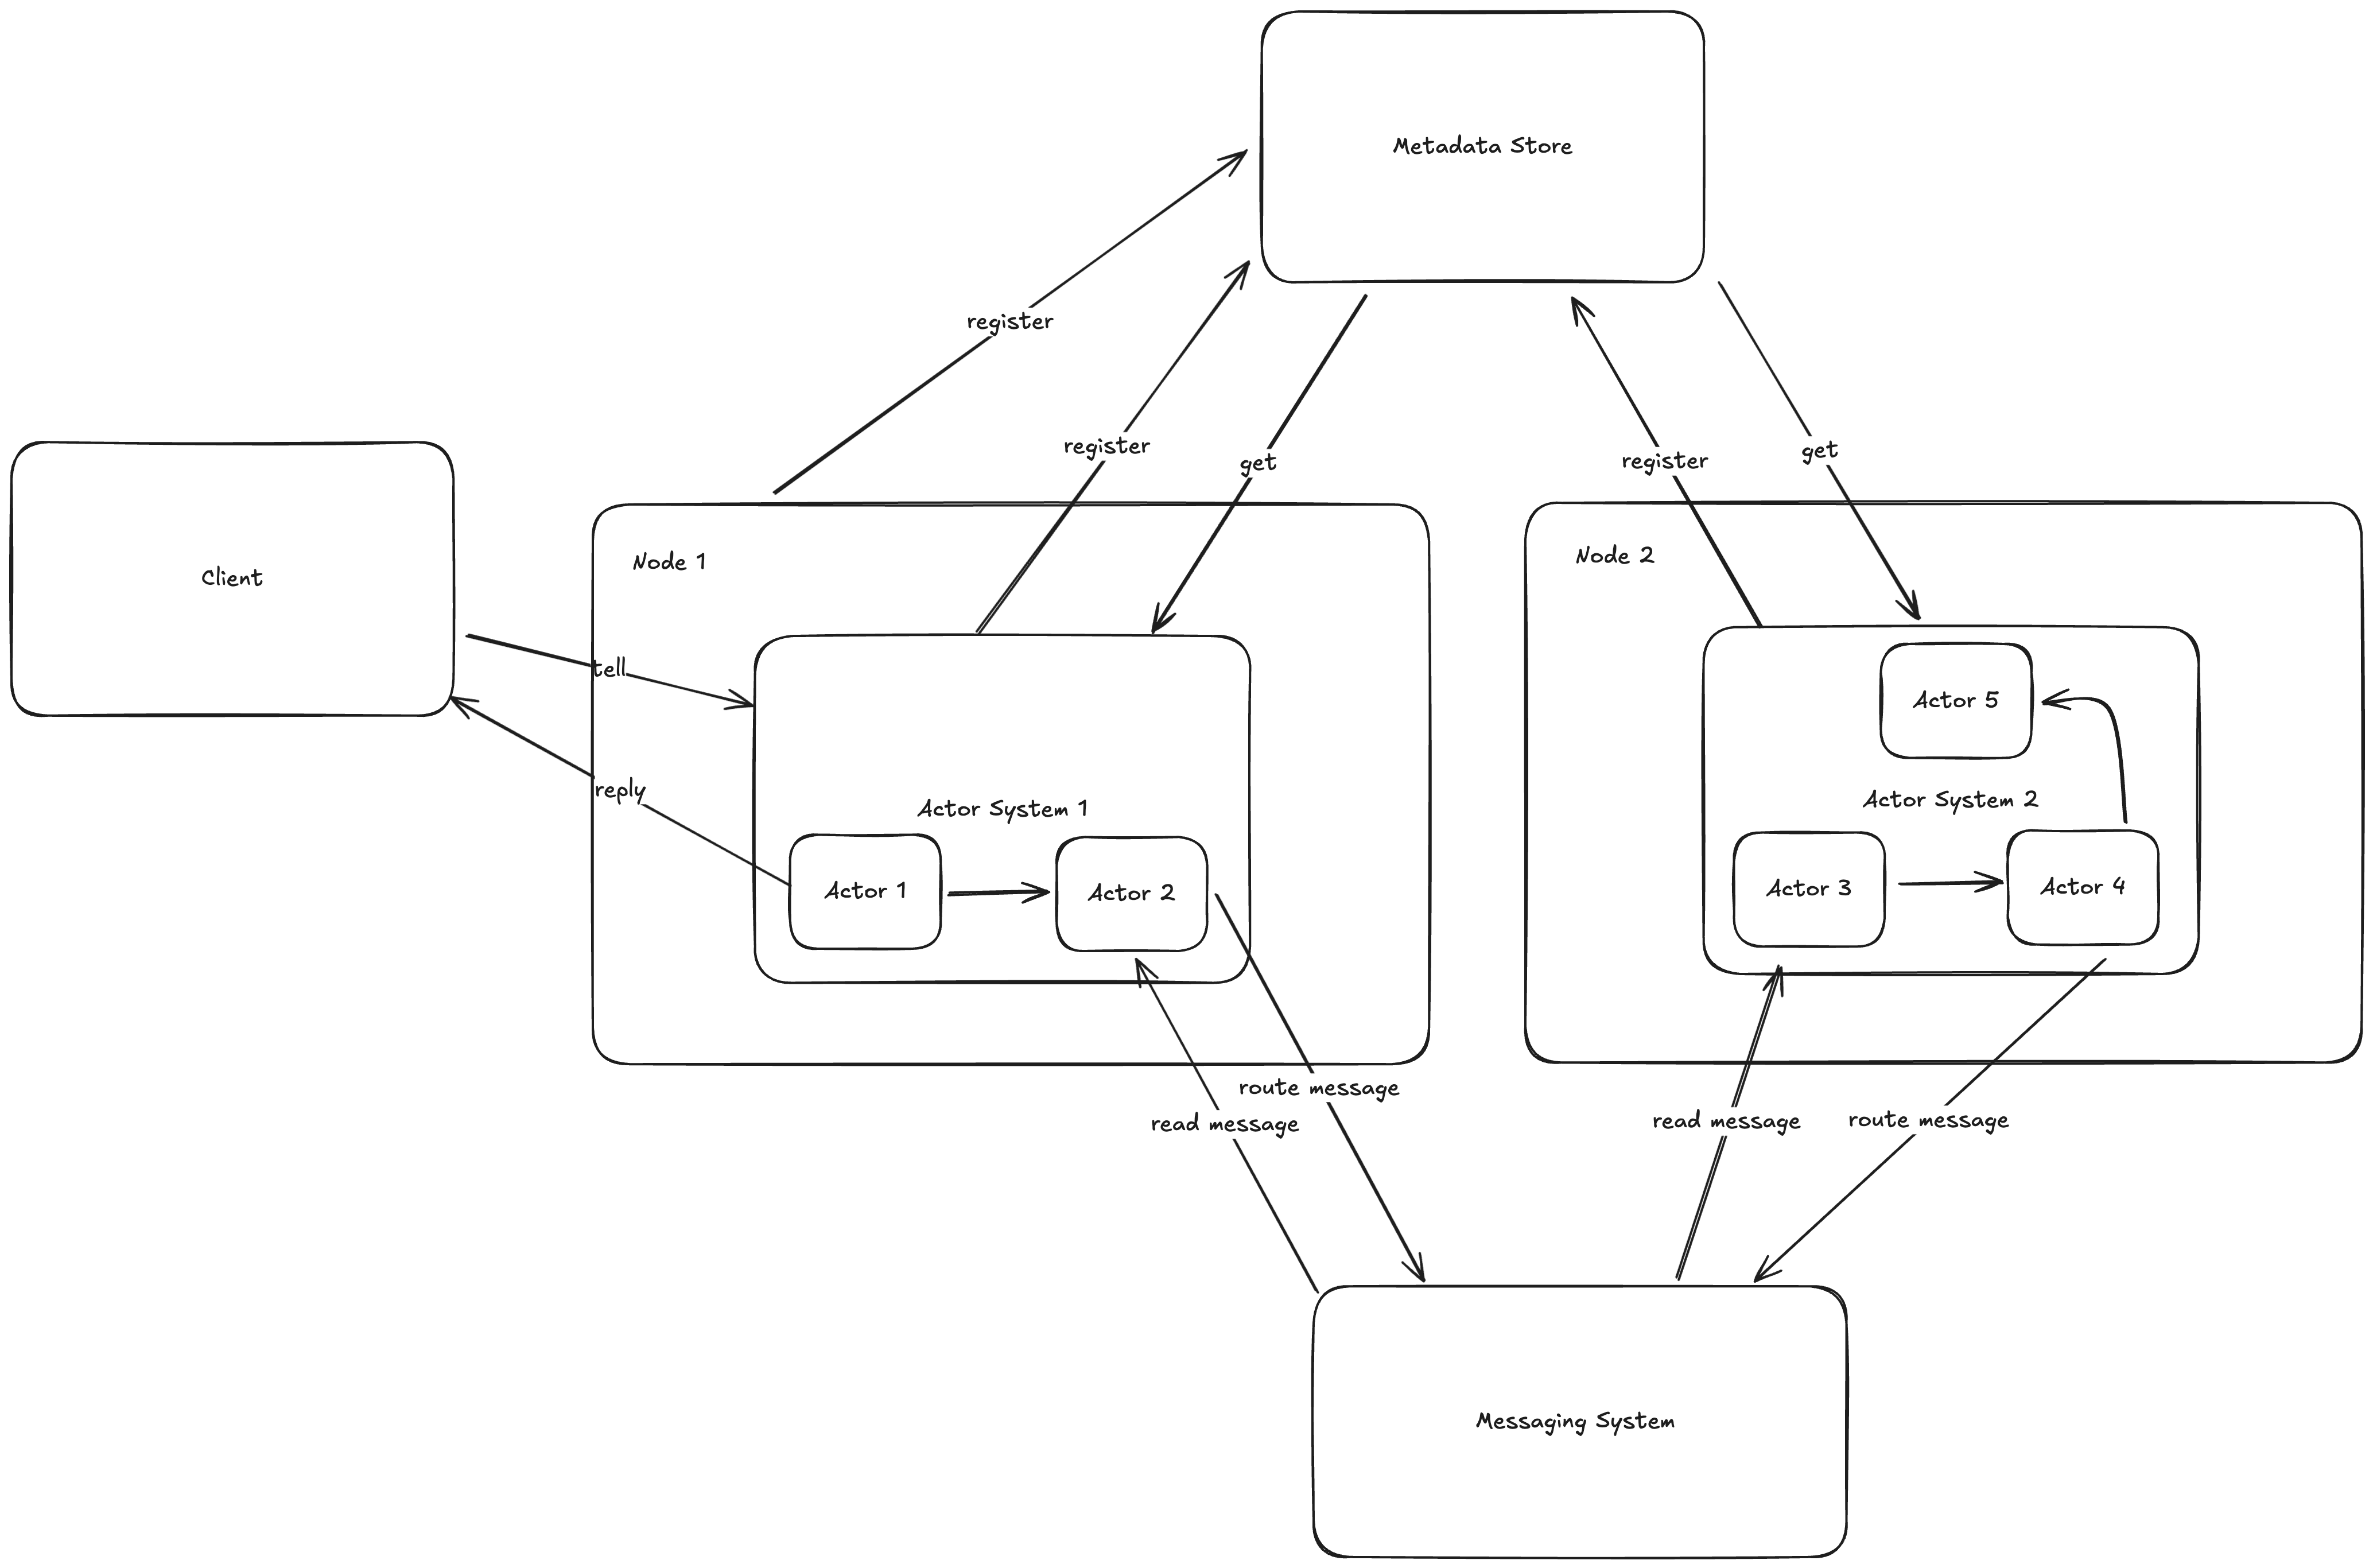 Metadata Store
register
register
get
register
get
Client
Node 1
Node 2
tell
reply
Actor System 1
Actor 1
Actor 2
Actor 5
Actor System 2
Actor 3
Actor 4
route message
read message
read message
route message
Messaging System